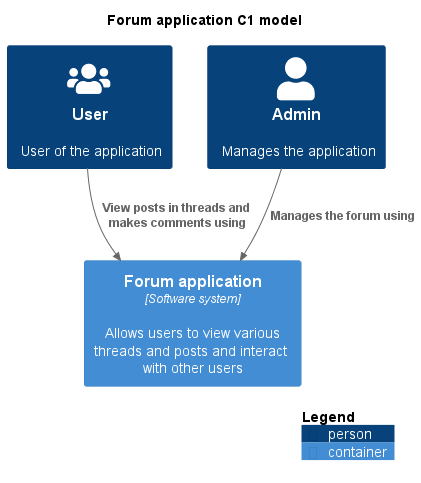 Forum application C1 model
User
User of the application
Admin
Manages the application
View posts in threads and
makes comments using
Manages the forum using
Forum application
[Software system]
Allows users to view various
threads and posts and interact
with other users
Legend
person
container